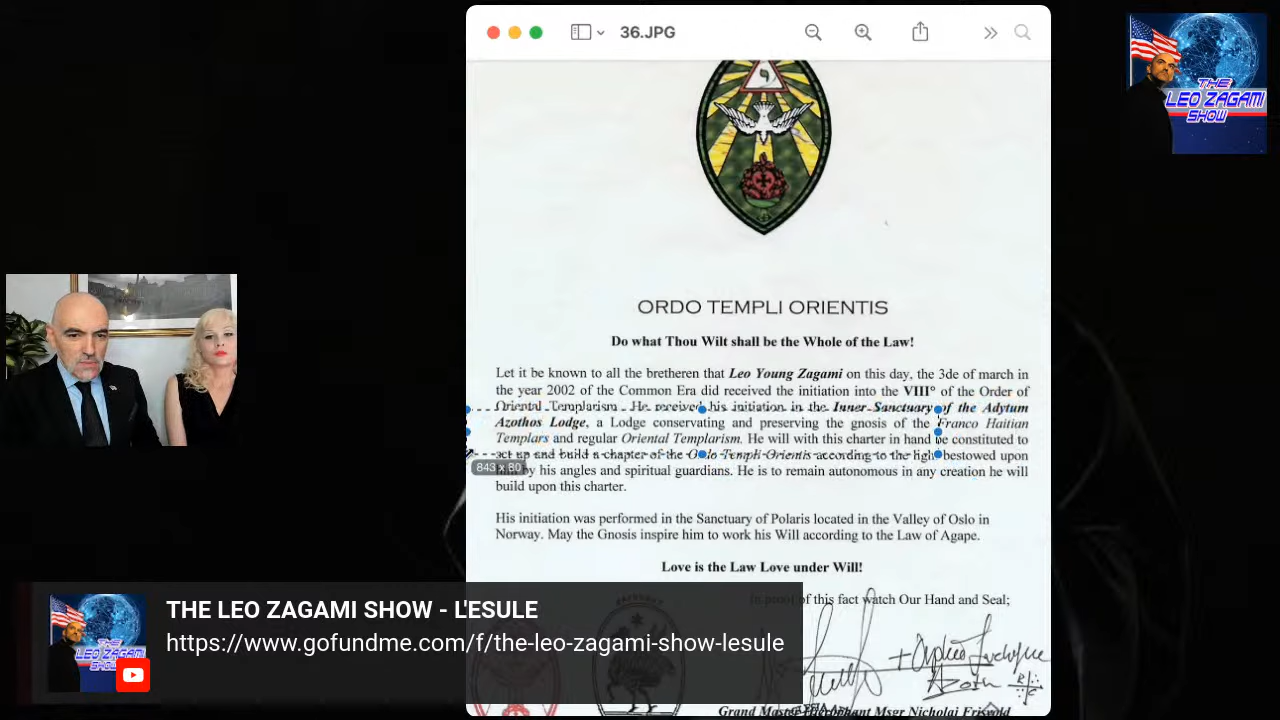 36.JPG
THE
LEO ZAGAMI
SHOW
ORDO TEMPLI ORIENTIS
Do what Thou Wilt shall be the Whole of the Law!
Let it be known to all the bretheren that Leo Young Zagami on this day, the 3de of march in
the year 2002 of the Common Era did received the initiation into the VIII° of the Order of
Oriental Templarism. He received his initiation in the Inner Sanctuary of the Adytum
Azothos Lodge, a Lodge conservating and preserving the gnosis of the Franco Haitian
Templars and regular Oriental Templarism. He will with this charter in hand be constituted to
set up and build a chapter of the Ordo Templi Orientis according to the light bestowed upon
843 x 80
him by his angles and spiritual guardians. He is to remain autonomous in any creation he will
build upon this charter.
His initiation was performed in the Sanctuary of Polaris located in the Valley of Oslo in
Norway. May the Gnosis inspire him to work his Will according to the Law of Agape.
Love is the Law Love under Will!
In proof of this fact watch Our Hand and Seal;
THE LEO ZAGAMI SHOW - L'ESULE
https://www.gofundme.com/f/the-leo-zagami-show-lesule
THE
LEO ZAGAMI
SHOW
Grand Master Hierophant Msgr Nicholaj Frisvold